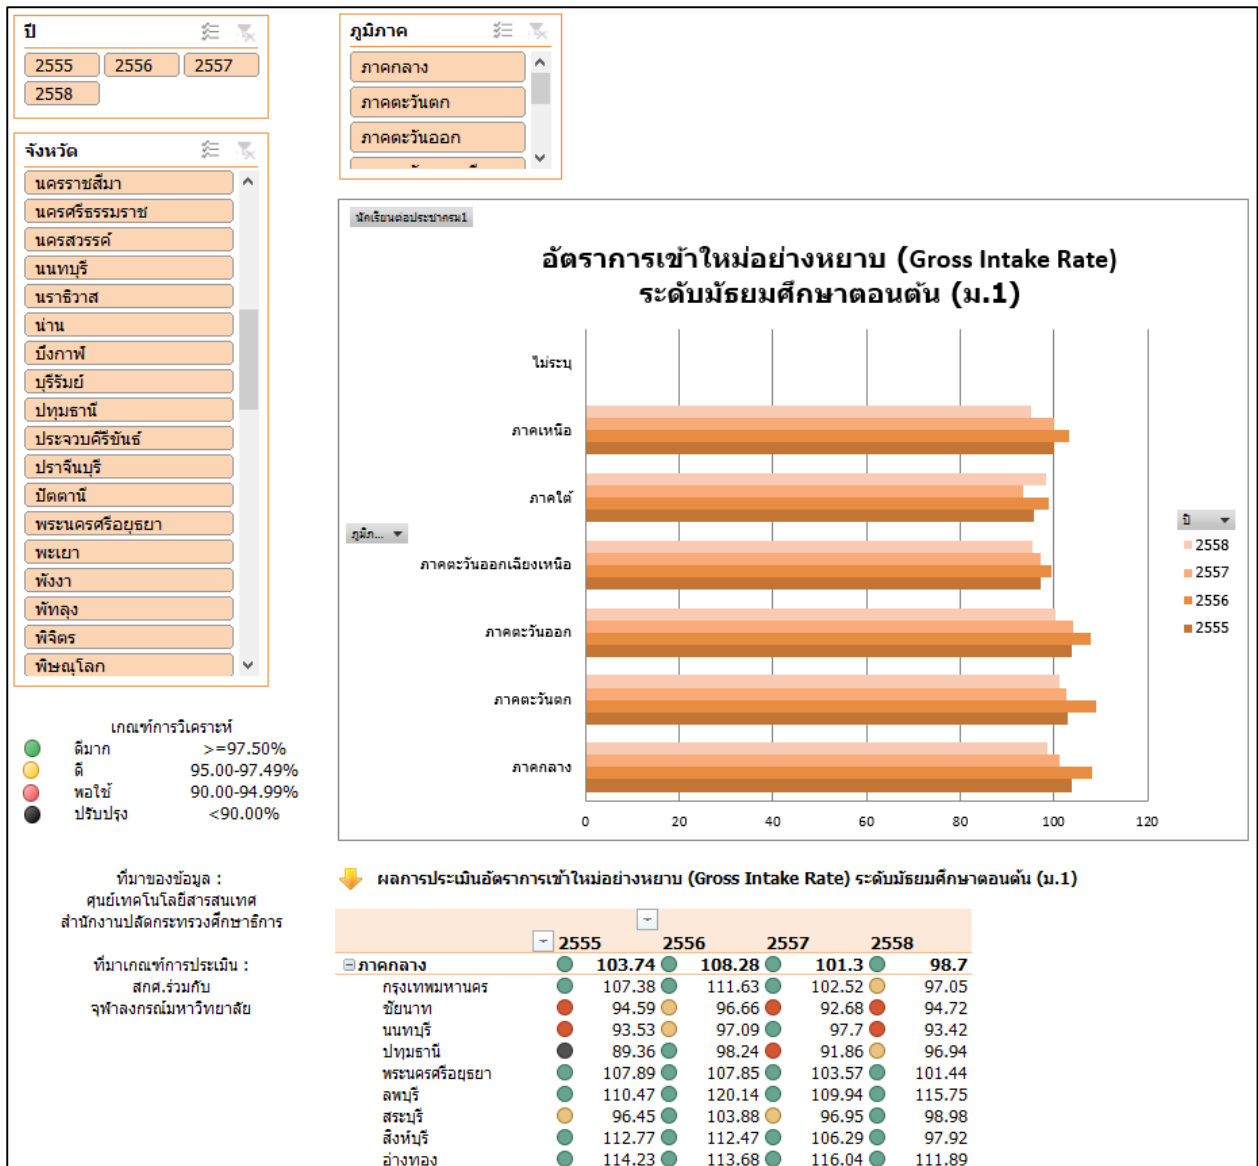 ปี
2555 2556 2557
2558
ภูมิภาค
ภาคกลาง
ภาคตะวันตก
ภาคตะวันออก
จังหวัด
นครราชสีมา
นครศรีธรรมราช
นครสวรรค์
นนทบุรี
นราธิวาส
น่าน
บึงกาฬ
บุรีรัมย์
ปทุมธานี
ประจวบคีรีขันธ์
ปราจีนบุรี
ปัตตานี
พระนครศรีอยุธยา
พะเยา
พังงา
พัทลุง
พิจิตร
พิษณุโลก
เกณฑ์การวิเคราะห์
ดีมาก >=97.50%
ดี 95.00-97.49%
พอใช้ 90.00-94.99%
ปรับปรุง <90.00%
ที่มาของข้อมูล :
ศูนย์เทคโนโลยีสารสนเทศ
สำนักงานปลัดกระทรวงศึกษาธิการ
ที่มาเกณฑ์การประเมิน :
สกศ.ร่วมกับ
จุฬาลงกรณ์มหาวิทยาลัย
นักเรียนต่อประชากรม1
อัตราการเข้าใหม่อย่างหยาบ (Gross Intake Rate)
ระดับมัธยมศึกษาตอนต้น (ม.1)
ไม่ระบุ
ภาคเหนือ
ภาคใต้
ภูมิภ...
ภาคตะวันออกเฉียงเหนือ
ภาคตะวันออก
ภาคตะวันตก
ภาคกลาง
0 20 40 60 80 100 120
ปี
2558
2557
2556
2555
ผลการประเมินอัตราการเข้าใหม่อย่างหยาบ (Gross Intake Rate) ระดับมัธยมศึกษาตอนต้น (ม.1)
2555 2556 2557 2558
ภาคกลาง 103.74 108.28 101.3 98.7
กรุงเทพมหานคร 107.38 111.63 102.52 97.05
ชัยนาท 94.59 96.66 92.68 94.72
นนทบุรี 93.53 97.09 97.7 93.42
ปทุมธานี 89.36 98.24 91.86 96.94
พระนครศรีอยุธยา 107.89 107.85 103.57 101.44
ลพบุรี 110.47 120.14 109.94 115.75
สระบุรี 96.45 103.88 96.95 98.98
สิงห์บุรี 112.77 112.47 106.29 97.92
อ่างทอง 114.23 113.68 116.04 111.89